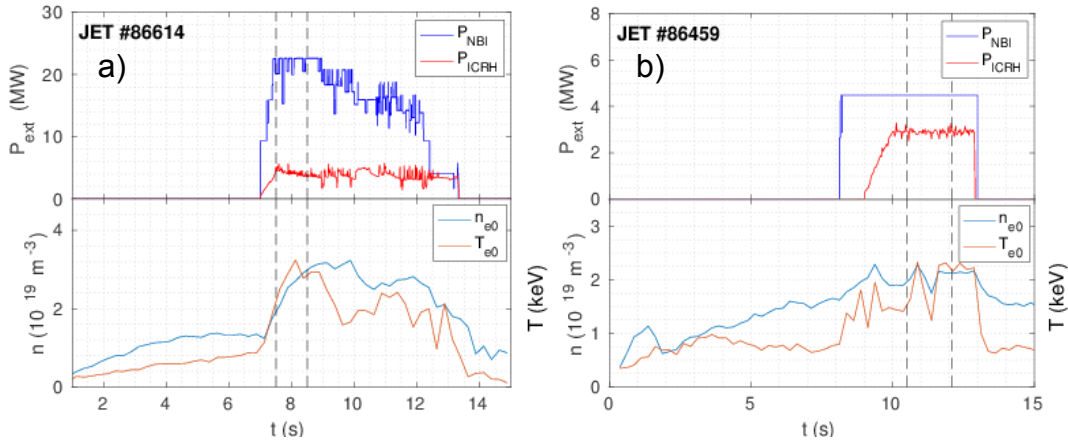 JET #86614
a)
P_NBI
P_ICRH
P_ext (MW)
30
20
10
0
n_e0
T_e0
n (10^19 m^-3)
T (keV)
4
2
0
2 4 6 8 10 12 14
t (s)
JET #86459
b)
P_NBI
P_ICRH
P_ext (MW)
8
6
4
2
0
n_e0
T_e0
n (10^19 m^-3)
T (keV)
3
2
1
0
0 5 10 15
t (s)